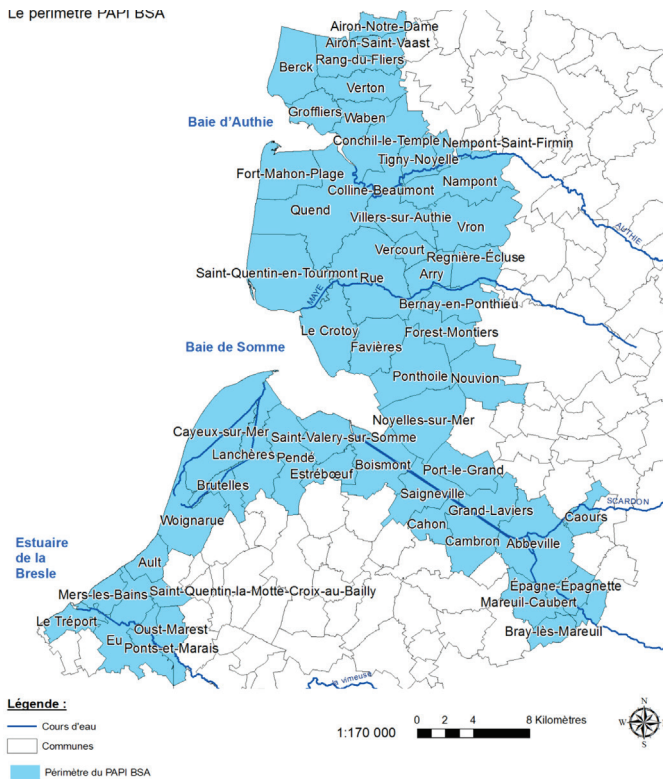 Le périmètre PAPI BSA
Airon-Notre-Dame
Airon-Saint-Vaast
Rang-du-Fliers
Berck
Verton
Groffliers
Waben
Baie d'Authie
Conchil-le-Temple
Nempont-Saint-Firmin
Tigny-Noyelle
Fort-Mahon-Plage
Nampont
Colline-Beaumont
Quend
Villers-sur-Authie
Vron
AUTHIE
Vercourt
Regnière-Écluse
Saint-Quentin-en-Tourmont
Rue
Arry
MAYE
Bernay-en-Ponthieu
Le Crotoy
Forest-Montiers
Baie de Somme
Favières
Ponthoile
Nouvion
Noyelles-sur-Mer
Cayeux-sur-Mer
Saint-Valery-sur-Somme
Lanchères
Pendé
Boismont
Port-le-Grand
Estrébœuf
Brutelles
Saigneville
SCARDON
Grand-Laviers
Caours
Woignarue
Cahon
Cambron
Abbeville
Estuaire
de la
Bresle
Ault
Épagne-Épagnette
Mers-les-Bains
Saint-Quentin-la-Motte-Croix-au-Bailly
Mareuil-Caubert
Le Tréport
Oust-Marest
Bray-lès-Mareuil
Eu
Ponts-et-Marais
la vimeuse
Légende :
Cours d'eau
Communes
Périmètre du PAPI BSA
1:170 000
0 2 4 8 Kilomètres
N
W E
S